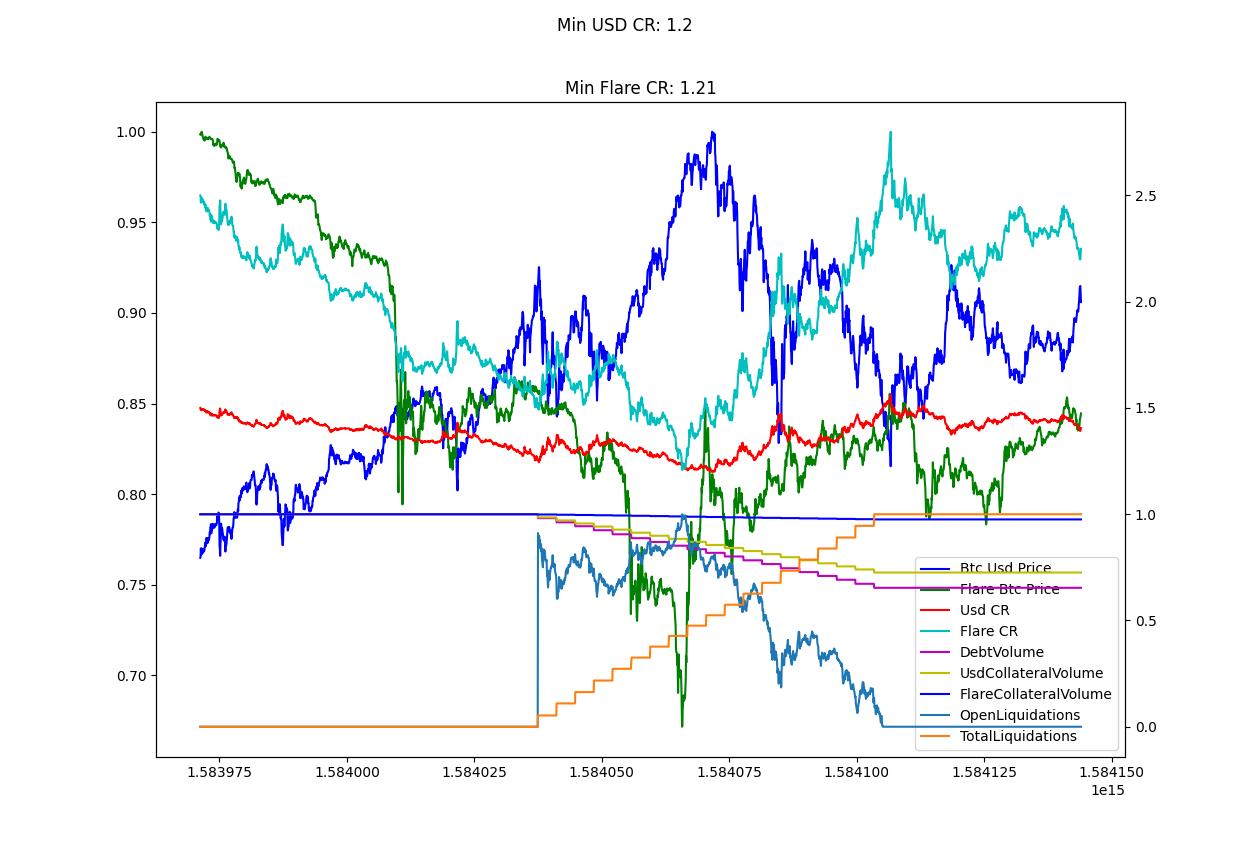 Min USD CR: 1.2
Min Flare CR: 1.21
1.00
0.95
0.90
0.85
0.80
0.75
0.70
2.5
2.0
1.5
1.0
0.5
0.0
Btc Usd Price
Flare Btc Price
Usd CR
Flare CR
DebtVolume
UsdCollateralVolume
FlareCollateralVolume
OpenLiquidations
TotalLiquidations
1.583975 1.584000 1.584025 1.584050 1.584075 1.584100 1.584125 1.584150
1e15